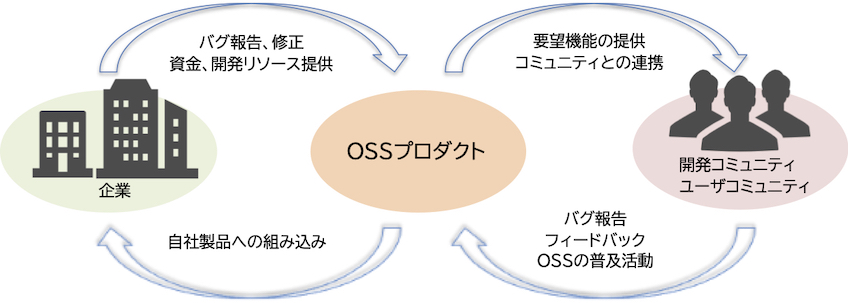 バグ報告、修正
資金、開発リソース提供
要望機能の提供
コミュニティとの連携
企業
OSSプロダクト
開発コミュニティ
ユーザコミュニティ
自社製品への組み込み
バグ報告
フィードバック
OSSの普及活動